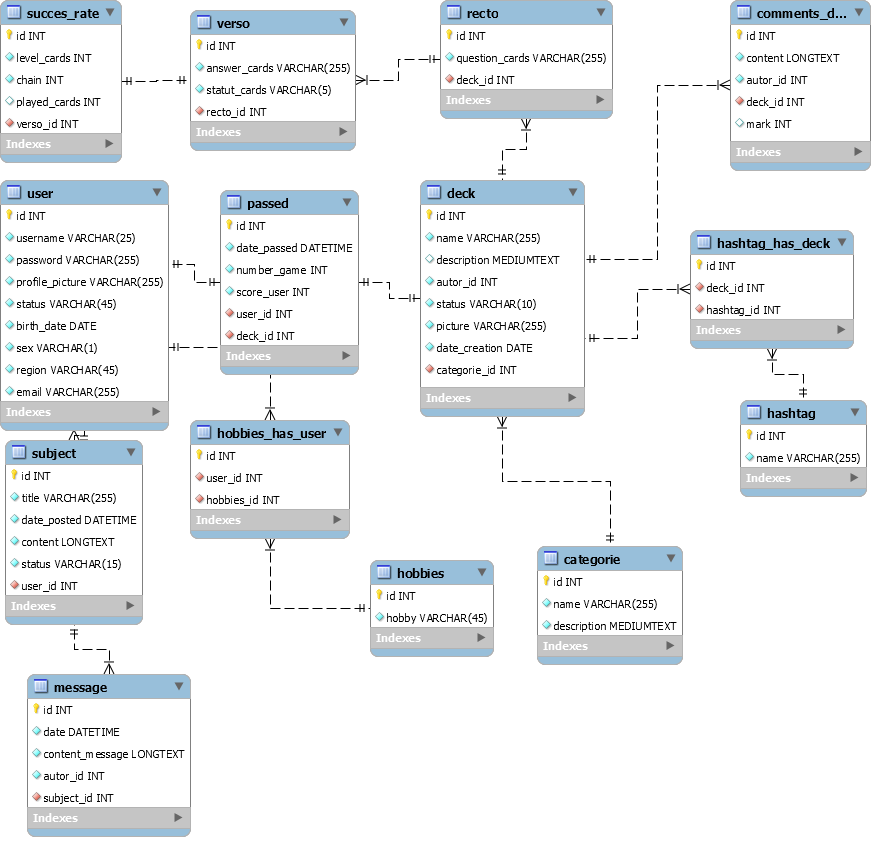 succes_rate
id INT
level_cards INT
chain INT
played_cards INT
verso_id INT
Indexes
verso
id INT
answer_cards VARCHAR(255)
statut_cards VARCHAR(5)
recto_id INT
Indexes
recto
id INT
question_cards VARCHAR(255)
deck_id INT
Indexes
comments_d...
id INT
content LONGTEXT
autor_id INT
deck_id INT
mark INT
Indexes
user
id INT
username VARCHAR(25)
password VARCHAR(255)
profile_picture VARCHAR(255)
status VARCHAR(45)
birth_date DATE
sex VARCHAR(1)
region VARCHAR(45)
email VARCHAR(255)
Indexes
passed
id INT
date_passed DATETIME
number_game INT
score_user INT
user_id INT
deck_id INT
Indexes
deck
id INT
name VARCHAR(255)
description MEDIUMTEXT
autor_id INT
status VARCHAR(10)
picture VARCHAR(255)
date_creation DATE
categorie_id INT
Indexes
hashtag_has_deck
id INT
deck_id INT
hashtag_id INT
Indexes
hashtag
id INT
name VARCHAR(255)
Indexes
subject
id INT
title VARCHAR(255)
date_posted DATETIME
content LONGTEXT
status VARCHAR(15)
user_id INT
Indexes
hobbies_has_user
id INT
user_id INT
hobbies_id INT
Indexes
hobbies
id INT
hobby VARCHAR(45)
Indexes
categorie
id INT
name VARCHAR(255)
description MEDIUMTEXT
Indexes
message
id INT
date DATETIME
content_message LONGTEXT
autor_id INT
subject_id INT
Indexes